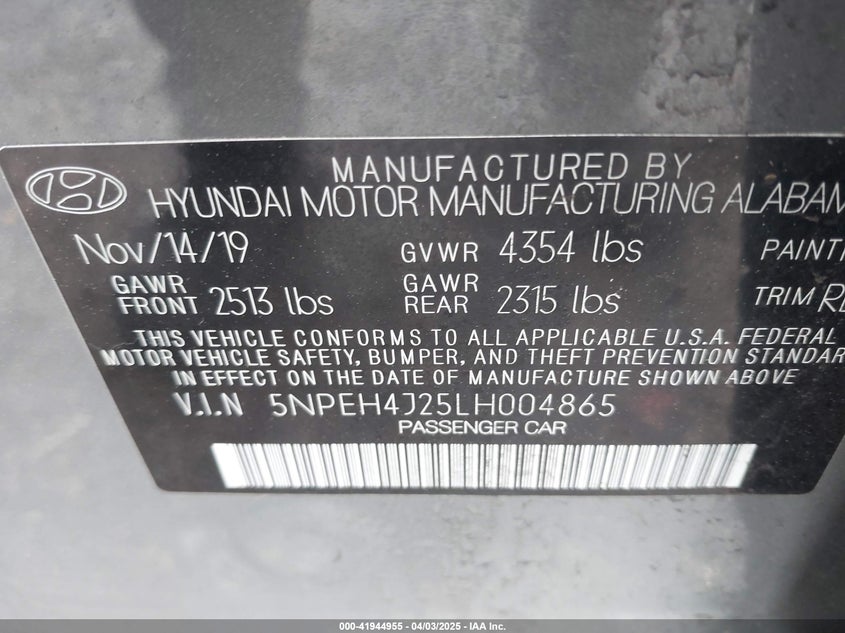 MANUFACTURED BY
HYUNDAI MOTOR MANUFACTURING ALABAM
Nov/14/19 GVWR 4354 lbs PAINT
GAWR FRONT 2513 lbs GAWR REAR 2315 lbs TRIM
THIS VEHICLE CONFORMS TO ALL APPLICABLE U.S.A. FEDERAL
MOTOR VEHICLE SAFETY, BUMPER, AND THEFT PREVENTION STANDAR
IN EFFECT ON THE DATE OF MANUFACTURE SHOWN ABOVE
V.I.N 5NPEH4J25LH004865
PASSENGER CAR
000-41944955 - 04/03/2025 - IAA Inc.